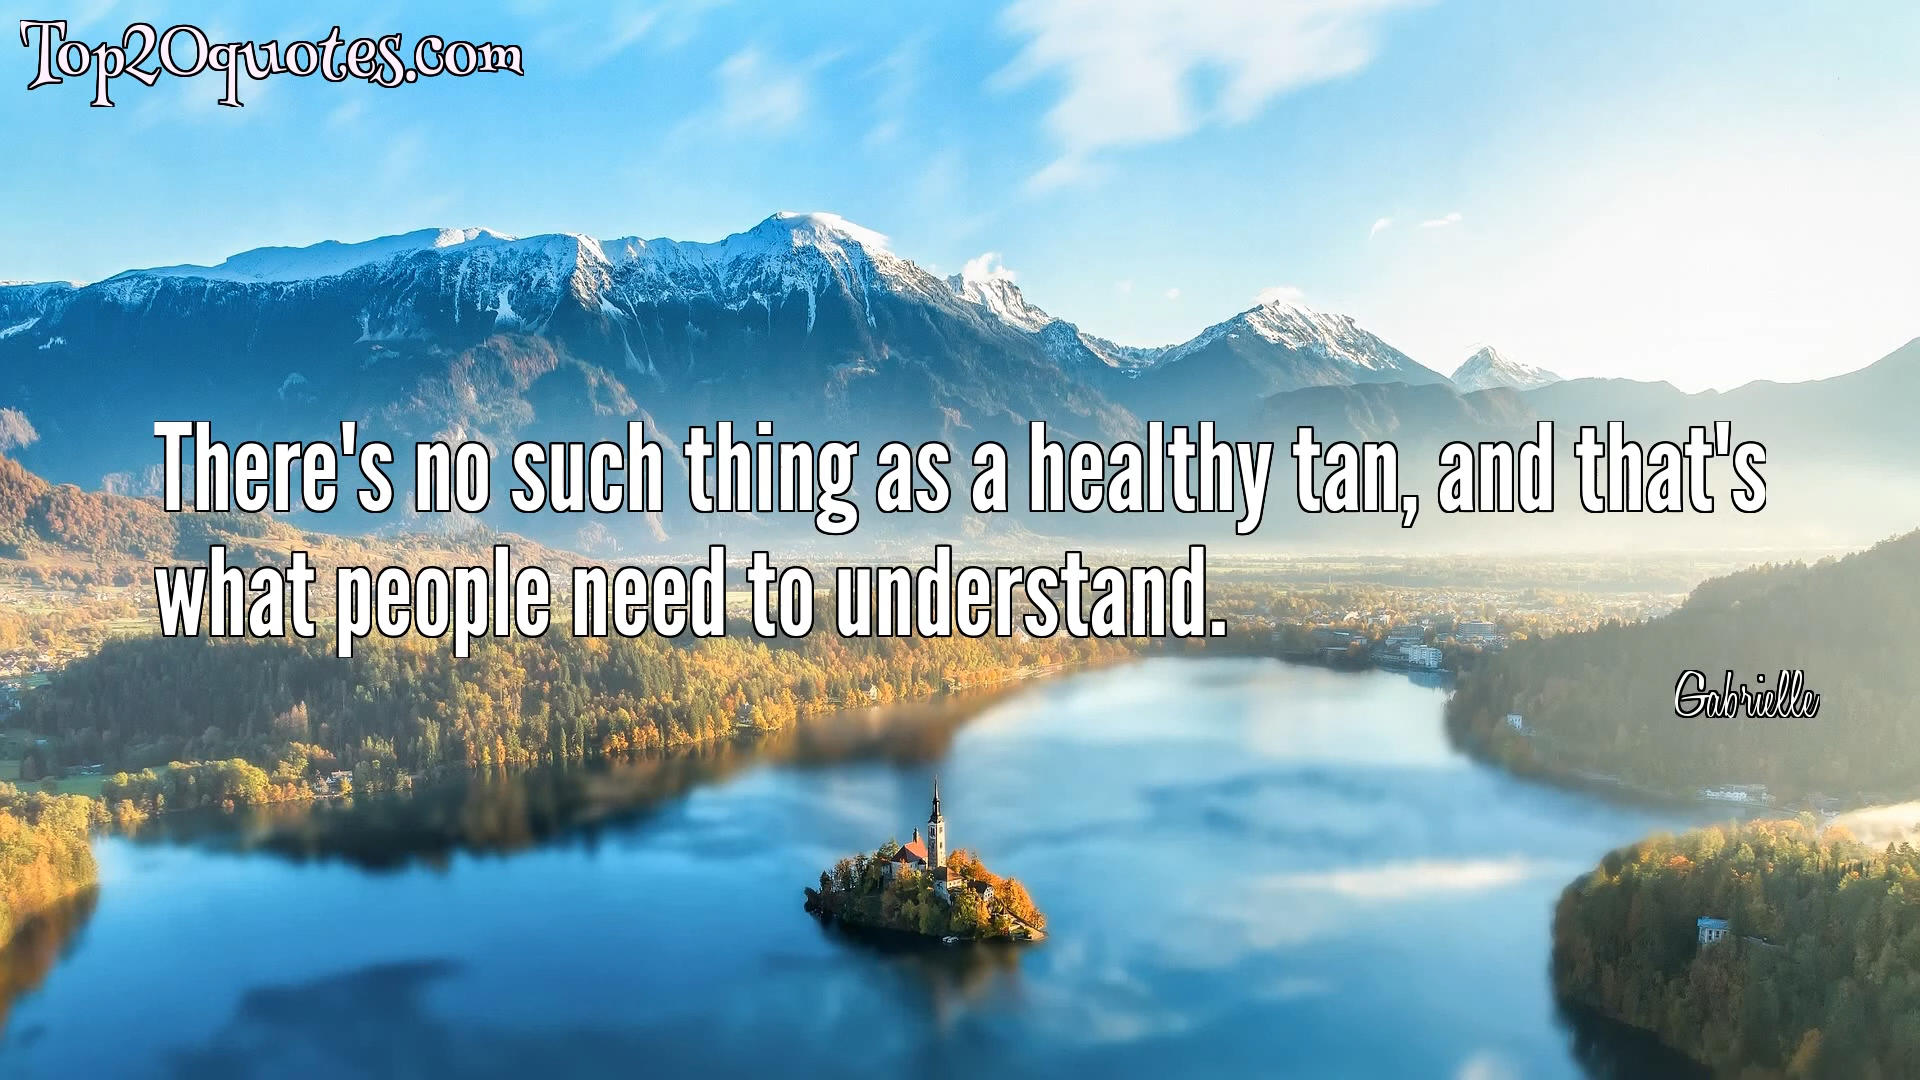 Top20quotes.com
There's no such thing as a healthy tan, and that's
what people need to understand.
Gabrielle